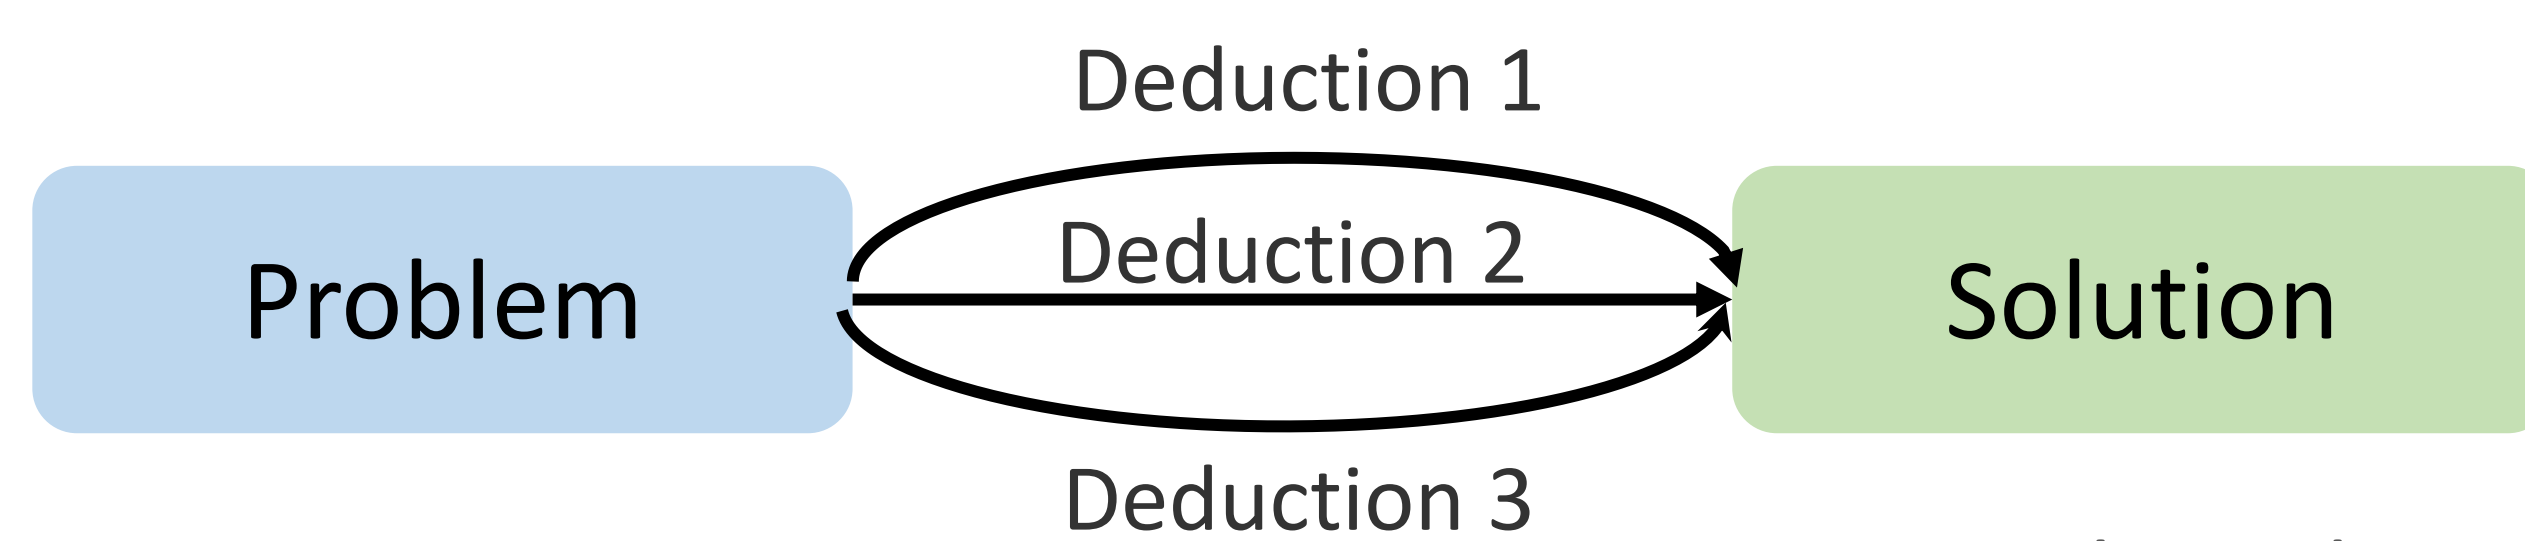 Deduction 1
Deduction 2
Problem
Solution
Deduction 3